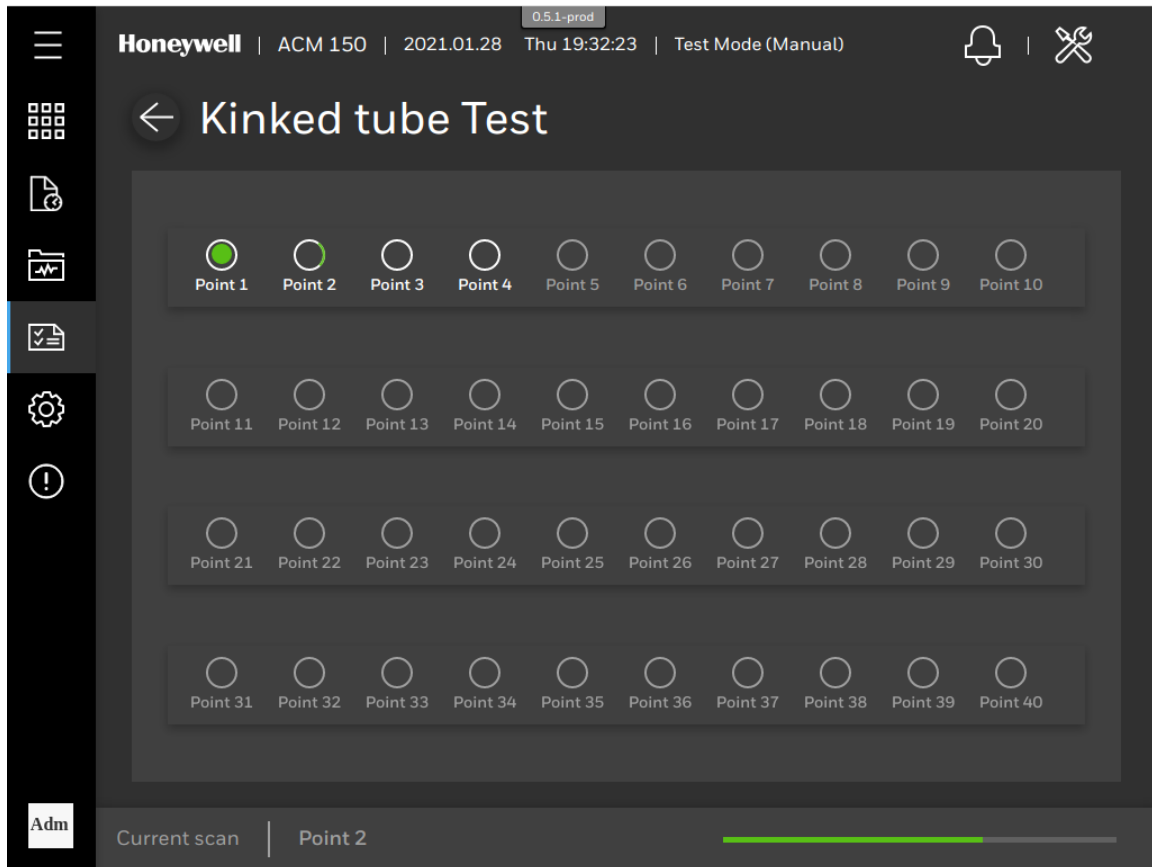 0.5.1-prod
Honeywell | ACM 150 | 2021.01.28 Thu 19:32:23 | Test Mode (Manual)
Kinked tube Test
Point 1 Point 2 Point 3 Point 4 Point 5 Point 6 Point 7 Point 8 Point 9 Point 10
Point 11 Point 12 Point 13 Point 14 Point 15 Point 16 Point 17 Point 18 Point 19 Point 20
Point 21 Point 22 Point 23 Point 24 Point 25 Point 26 Point 27 Point 28 Point 29 Point 30
Point 31 Point 32 Point 33 Point 34 Point 35 Point 36 Point 37 Point 38 Point 39 Point 40
Adm
Current scan | Point 2